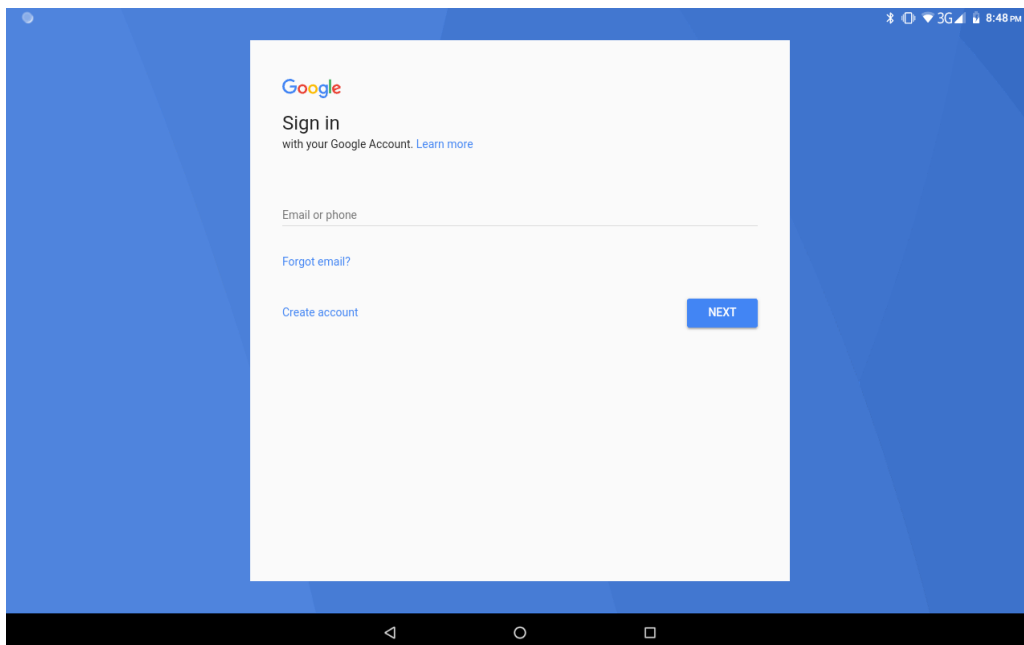 3G 8:48 PM
Google
Sign in
with your Google Account. Learn more
Email or phone
Forgot email?
Create account NEXT